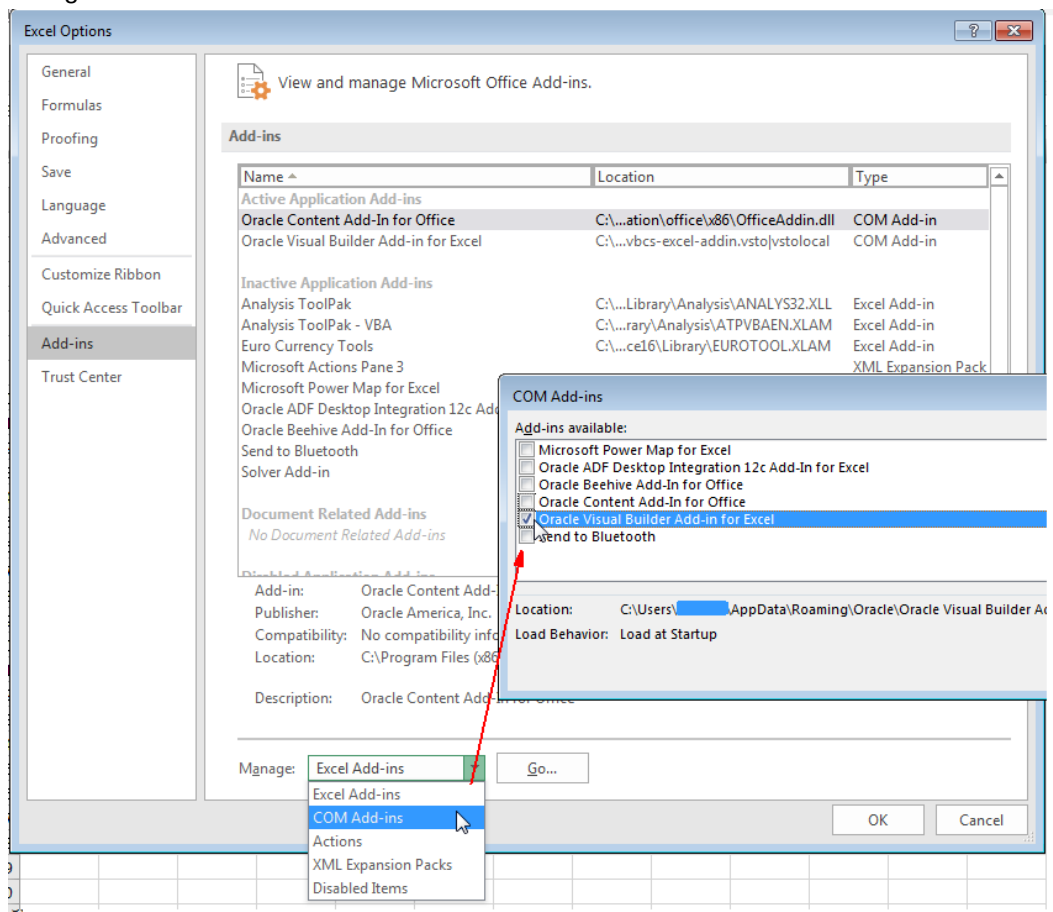 Excel Options
General
Formulas
Proofing
Save
Language
Advanced
Customize Ribbon
Quick Access Toolbar
Add-ins
Trust Center
View and manage Microsoft Office Add-ins.
Add-ins
Name Location Type
Active Application Add-ins
Oracle Content Add-In for Office C:\...ation\office\x86\OfficeAddin.dll COM Add-in
Oracle Visual Builder Add-in for Excel C:\...vbcs-excel-addin.vsto|vstolocal COM Add-in
Inactive Application Add-ins
Analysis ToolPak C:\...Library\Analysis\ANALYS32.XLL Excel Add-in
Analysis ToolPak - VBA C:\...rary\Analysis\ATPVBAEN.XLAM Excel Add-in
Euro Currency Tools C:\...ce16\Library\EUROTOOL.XLAM Excel Add-in
Microsoft Actions Pane 3 XML Expansion Pack
Microsoft Power Map for Excel
Oracle ADF Desktop Integration 12c Add
Oracle Beehive Add-In for Office
Send to Bluetooth
Solver Add-in
Document Related Add-ins
No Document Related Add-ins
Disabled Application Add-ins
Add-in: Oracle Content Add-
Publisher: Oracle America, Inc.
Compatibility: No compatibility info
Location: C:\Program Files (x86
Description: Oracle Content Add-In for Office
COM Add-ins
Add-ins available:
Microsoft Power Map for Excel
Oracle ADF Desktop Integration 12c Add-In for Excel
Oracle Beehive Add-In for Office
Oracle Content Add-In for Office
Oracle Visual Builder Add-in for Excel
Send to Bluetooth
Location: C:\Users\ \AppData\Roaming\Oracle\Oracle Visual Builder Ad
Load Behavior: Load at Startup
Manage: Excel Add-ins Go...
Excel Add-ins
COM Add-ins
Actions
XML Expansion Packs
Disabled Items
OK Cancel